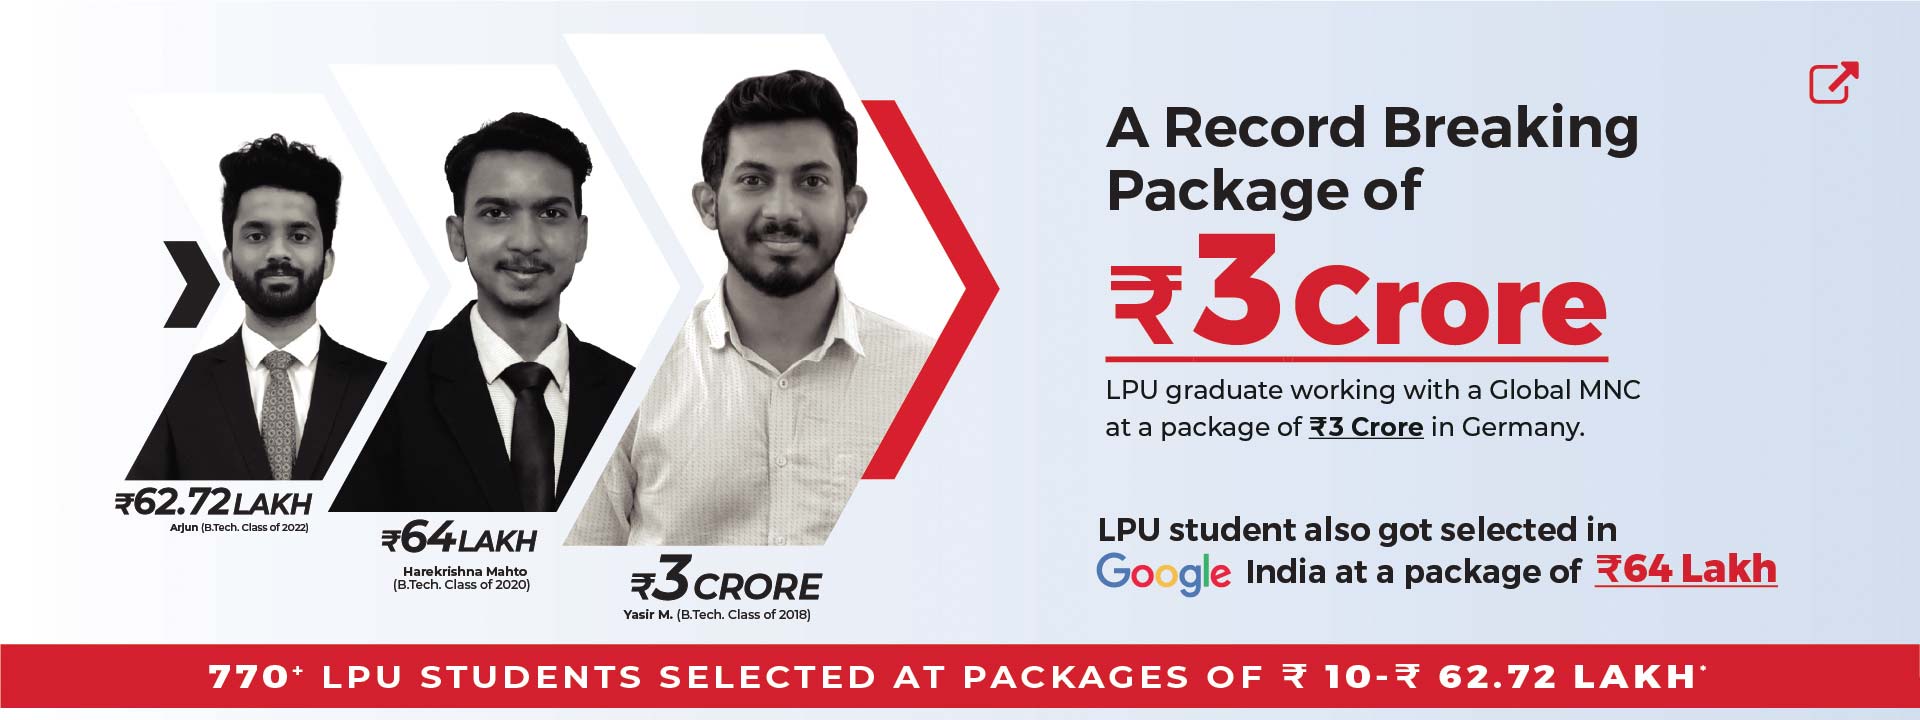 ₹62.72 LAKH
Arjun (B.Tech. Class of 2022)
₹64 LAKH
Harekrishna Mahto
(B.Tech. Class of 2020)
₹3 CRORE
Yasir M. (B.Tech. Class of 2018)
A Record Breaking
Package of
₹3 Crore
LPU graduate working with a Global MNC
at a package of ₹3 Crore in Germany.
LPU student also got selected in
Google India at a package of ₹64 Lakh
770+ LPU STUDENTS SELECTED AT PACKAGES OF ₹ 10-₹ 62.72 LAKH*